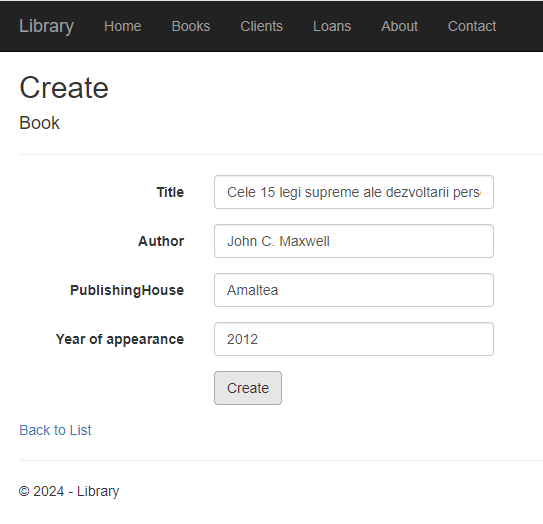 Library Home Books Clients Loans About Contact
Create
Book
Title Cele 15 legi supreme ale dezvoltarii pers
Author John C. Maxwell
PublishingHouse Amaltea
Year of appearance 2012
Create
Back to List
© 2024 - Library